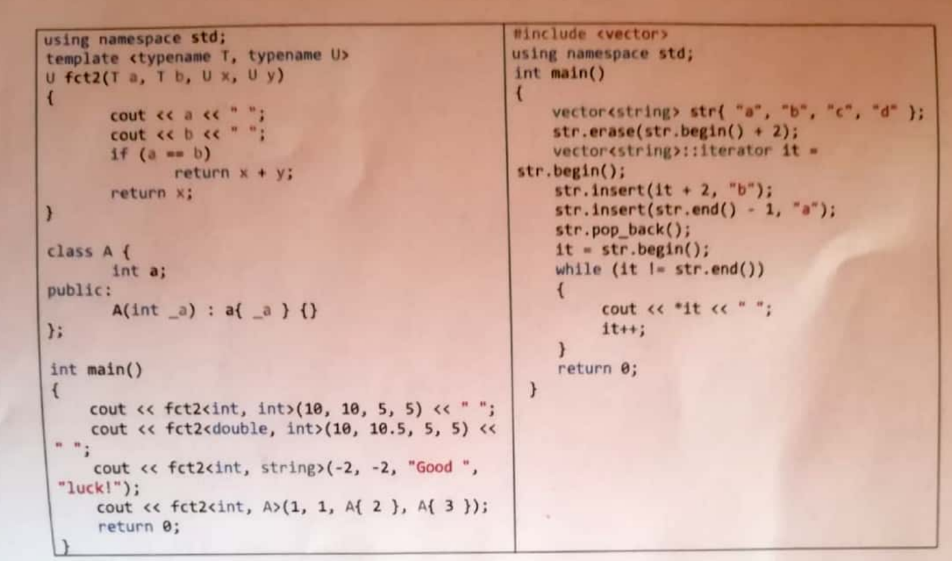 using namespace std;
template <typename T, typename U>
U fct2(T a, T b, U x, U y)
{
cout << a << " ";
cout << b << " ";
if (a == b)
return x + y;
return x;
}
class A {
int a;
public:
A(int _a) : a{ _a } {}
};
int main()
{
cout << fct2<int, int>(10, 10, 5, 5) << " ";
cout << fct2<double, int>(10, 10.5, 5, 5) <<
" ";
cout << fct2<int, string>(-2, -2, "Good ",
"luck!");
cout << fct2<int, A>(1, 1, A{ 2 }, A{ 3 });
return 0;
}
#include <vector>
using namespace std;
int main()
{
vector<string> str{ "a", "b", "c", "d" };
str.erase(str.begin() + 2);
vector<string>::iterator it =
str.begin();
str.insert(it + 2, "b");
str.insert(str.end() - 1, "a");
str.pop_back();
it = str.begin();
while (it != str.end())
{
cout << *it << " ";
it++;
}
return 0;
}